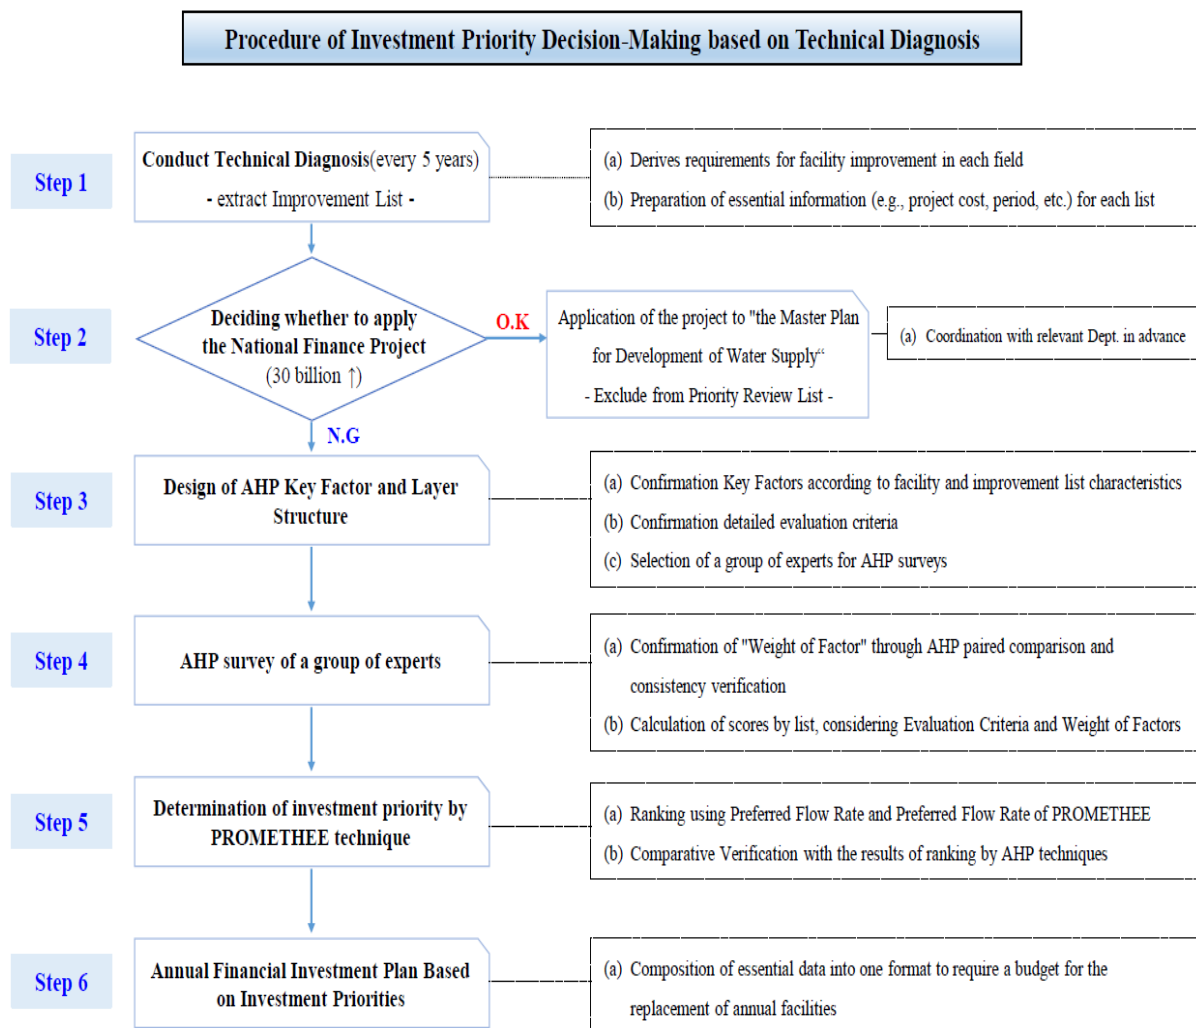 Procedure of Investment Priority Decision-Making based on Technical Diagnosis
Step 1
Conduct Technical Diagnosis(every 5 years)
- extract Improvement List -
(a) Derives requirements for facility improvement in each field
(b) Preparation of essential information (e.g., project cost, period, etc.) for each list
Step 2
Deciding whether to apply
the National Finance Project
(30 billion ↑)
O.K
Application of the project to "the Master Plan
for Development of Water Supply“
- Exclude from Priority Review List -
(a) Coordination with relevant Dept. in advance
N.G
Step 3
Design of AHP Key Factor and Layer
Structure
(a) Confirmation Key Factors according to facility and improvement list characteristics
(b) Confirmation detailed evaluation criteria
(c) Selection of a group of experts for AHP surveys
Step 4
AHP survey of a group of experts
(a) Confirmation of "Weight of Factor" through AHP paired comparison and
consistency verification
(b) Calculation of scores by list, considering Evaluation Criteria and Weight of Factors
Step 5
Determination of investment priority by
PROMETHEE technique
(a) Ranking using Preferred Flow Rate and Preferred Flow Rate of PROMETHEE
(b) Comparative Verification with the results of ranking by AHP techniques
Step 6
Annual Financial Investment Plan Based
on Investment Priorities
(a) Composition of essential data into one format to require a budget for the
replacement of annual facilities